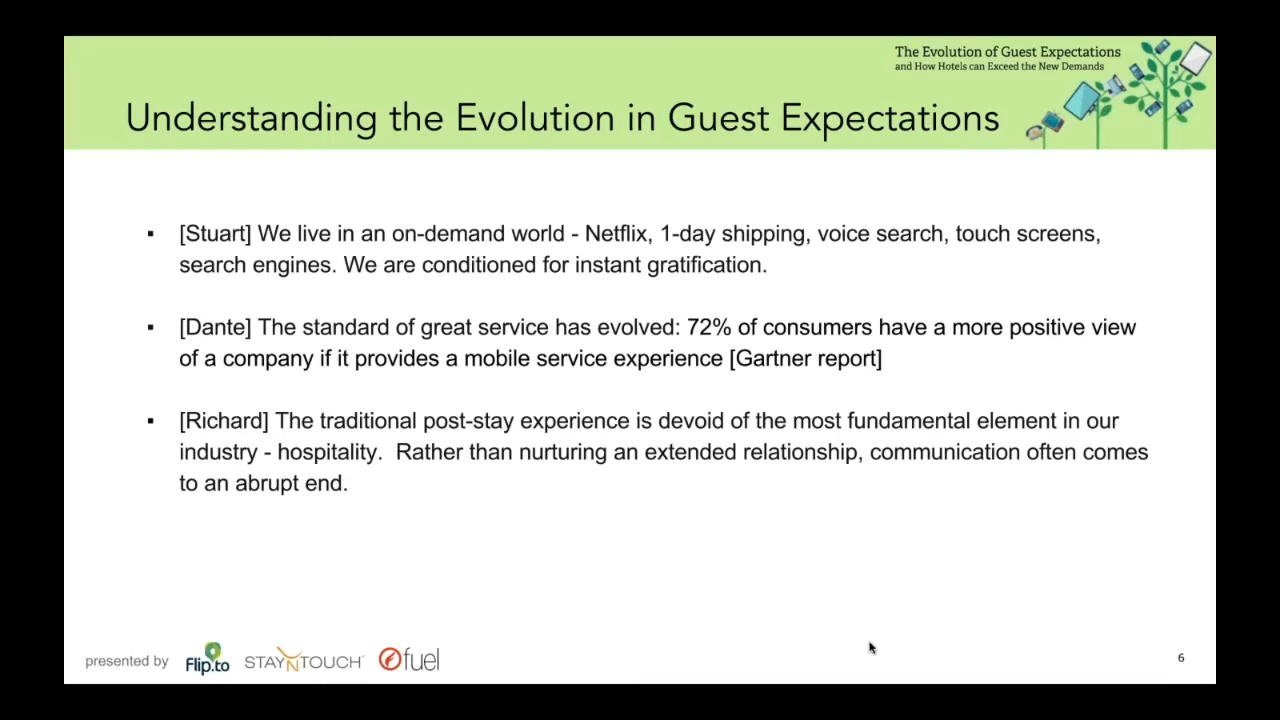 The Evolution of Guest Expectations
and How Hotels can Exceed the New Demands
Understanding the Evolution in Guest Expectations
▪ [Stuart] We live in an on-demand world - Netflix, 1-day shipping, voice search, touch screens,
search engines. We are conditioned for instant gratification.
▪ [Dante] The standard of great service has evolved: 72% of consumers have a more positive view
of a company if it provides a mobile service experience [Gartner report]
▪ [Richard] The traditional post-stay experience is devoid of the most fundamental element in our
industry - hospitality.  Rather than nurturing an extended relationship, communication often comes
to an abrupt end.
presented by Flip.to STAYNTOUCH fuel
6